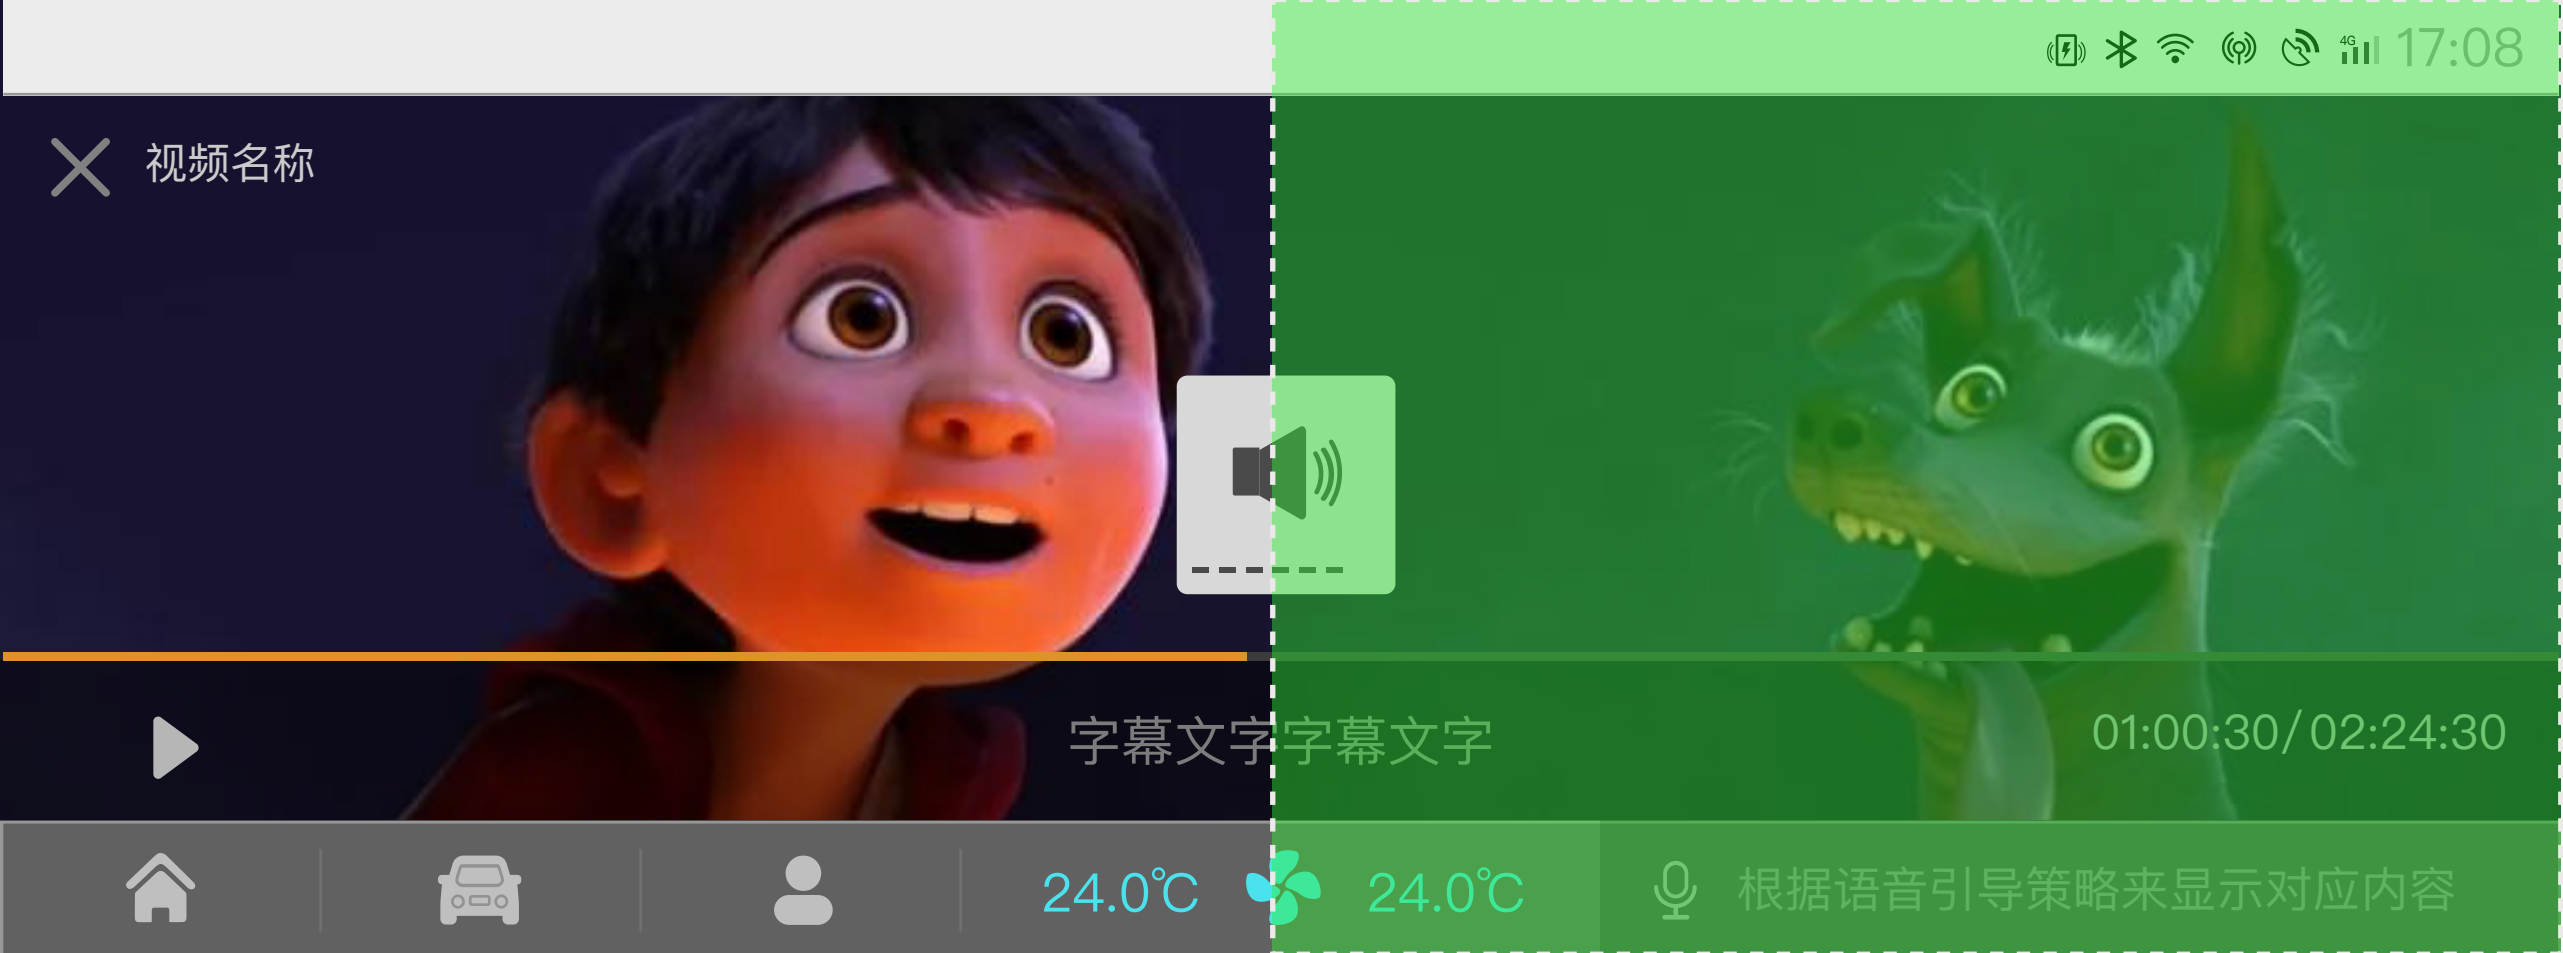 4G 17:08
视频名称
字幕文字字幕文字
01:00:30/02:24:30
24.0℃ 24.0℃ 根据语音引导策略来显示对应内容